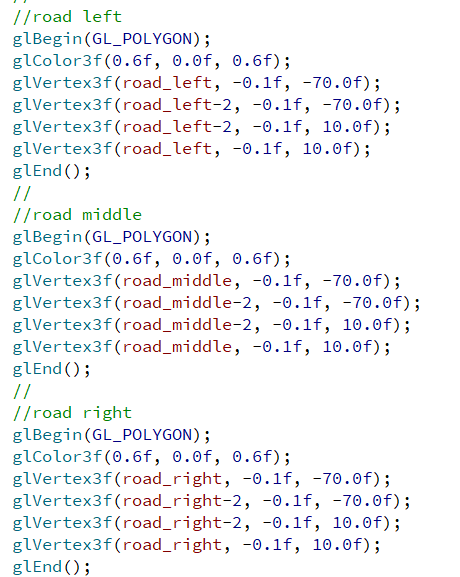 //
//road left
glBegin(GL_POLYGON);
glColor3f(0.6f, 0.0f, 0.6f);
glVertex3f(road_left, -0.1f, -70.0f);
glVertex3f(road_left-2, -0.1f, -70.0f);
glVertex3f(road_left-2, -0.1f, 10.0f);
glVertex3f(road_left, -0.1f, 10.0f);
glEnd();
//
//road middle
glBegin(GL_POLYGON);
glColor3f(0.6f, 0.0f, 0.6f);
glVertex3f(road_middle, -0.1f, -70.0f);
glVertex3f(road_middle-2, -0.1f, -70.0f);
glVertex3f(road_middle-2, -0.1f, 10.0f);
glVertex3f(road_middle, -0.1f, 10.0f);
glEnd();
//
//road right
glBegin(GL_POLYGON);
glColor3f(0.6f, 0.0f, 0.6f);
glVertex3f(road_right, -0.1f, -70.0f);
glVertex3f(road_right-2, -0.1f, -70.0f);
glVertex3f(road_right-2, -0.1f, 10.0f);
glVertex3f(road_right, -0.1f, 10.0f);
glEnd();